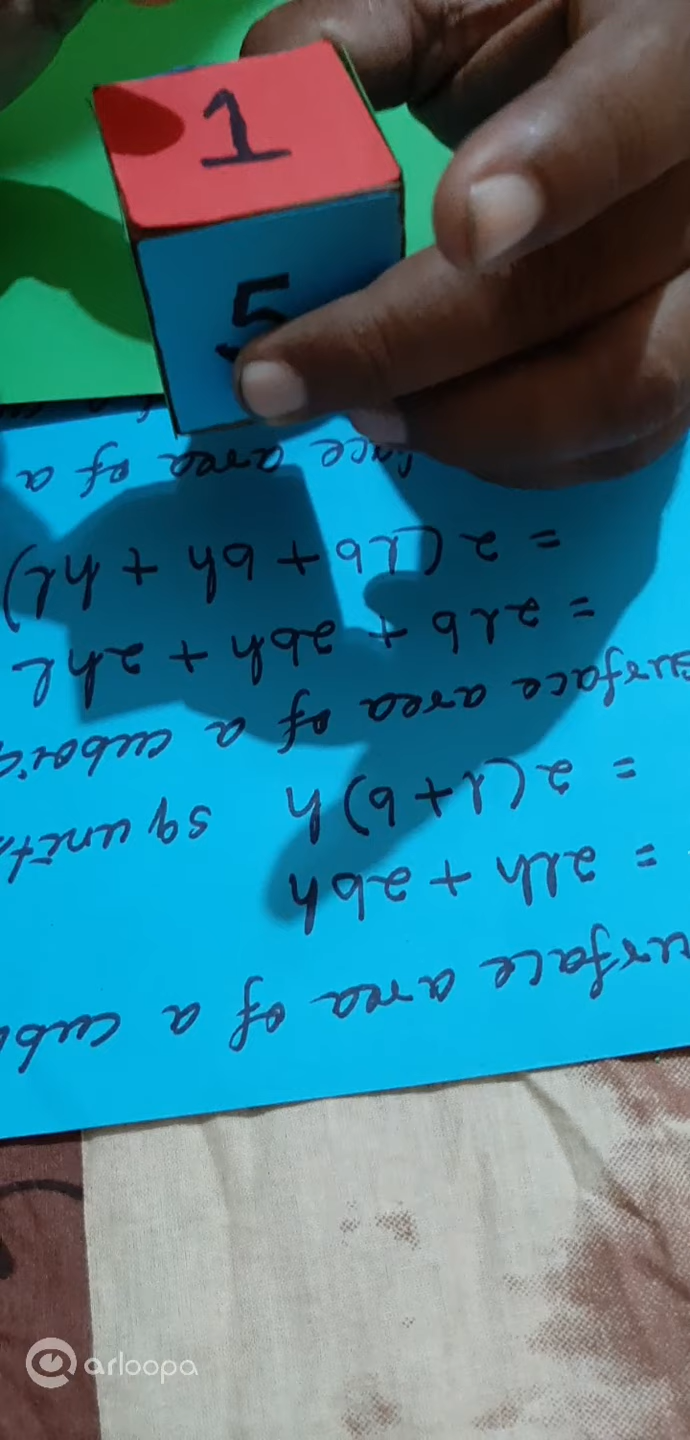 1
5
surface area of a cub
= 2lh + 2bh
= 2(l+b)h sq units
surface area of a cuboid
= 2lb + 2bh + 2hl
= 2(lb + bh + hl)
face area of a
arloopa